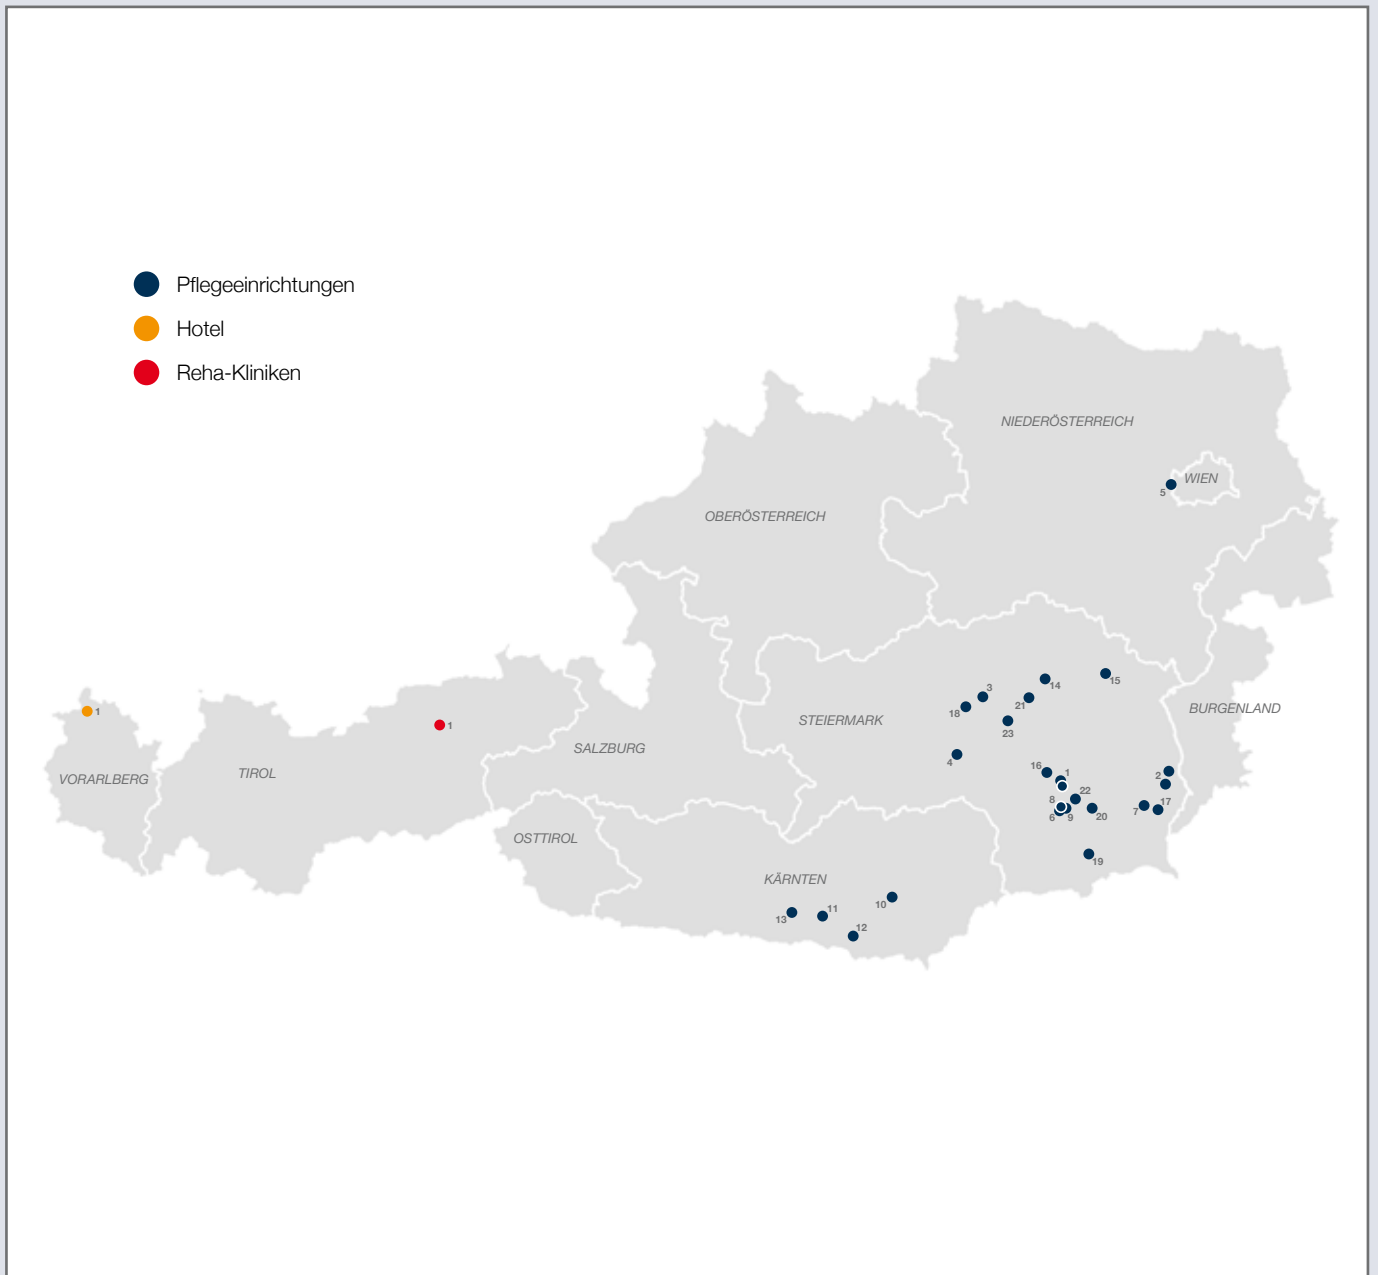 Pflegeeinrichtungen
Hotel
Reha-Kliniken
NIEDERÖSTERREICH
WIEN
5
OBERÖSTERREICH
15
14
3
21
18
1
BURGENLAND
STEIERMARK
1
23
SALZBURG
4
16
1
TIROL
VORARLBERG
2
22
8
17
7
6
9
20
OSTTIROL
19
KÄRNTEN
10
11
13
12